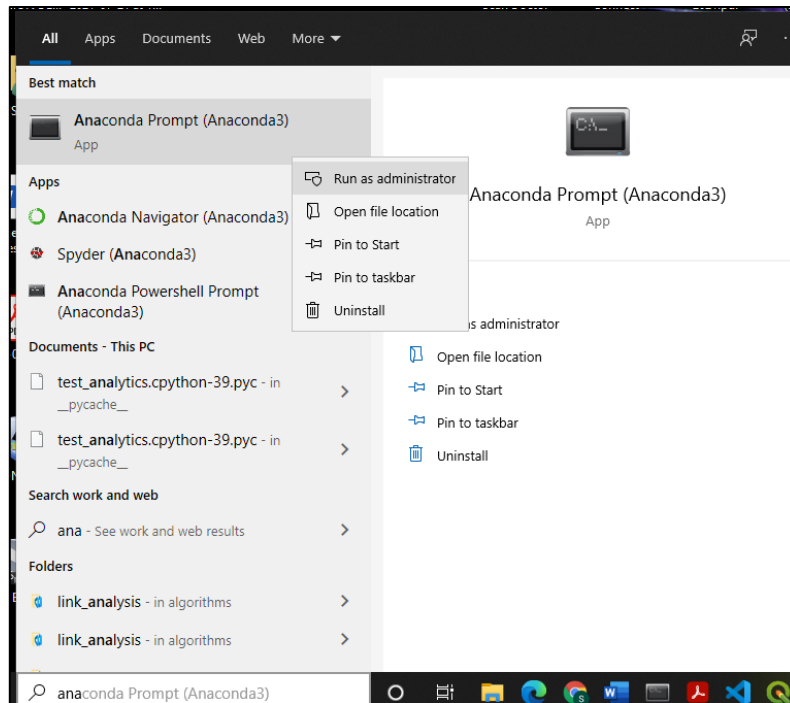 All Apps Documents Web More
Best match
Anaconda Prompt (Anaconda3)
App
Apps
Anaconda Navigator (Anaconda3)
Spyder (Anaconda3)
Anaconda Powershell Prompt
(Anaconda3)
Documents - This PC
test_analytics.cpython-39.pyc - in
__pycache__
test_analytics.cpython-39.pyc - in
__pycache__
Search work and web
ana - See work and web results
Folders
link_analysis - in algorithms
link_analysis - in algorithms
anaconda Prompt (Anaconda3)
Run as administrator
Open file location
Pin to Start
Pin to taskbar
Uninstall
C:\_
Anaconda Prompt (Anaconda3)
App
as administrator
Open file location
Pin to Start
Pin to taskbar
Uninstall